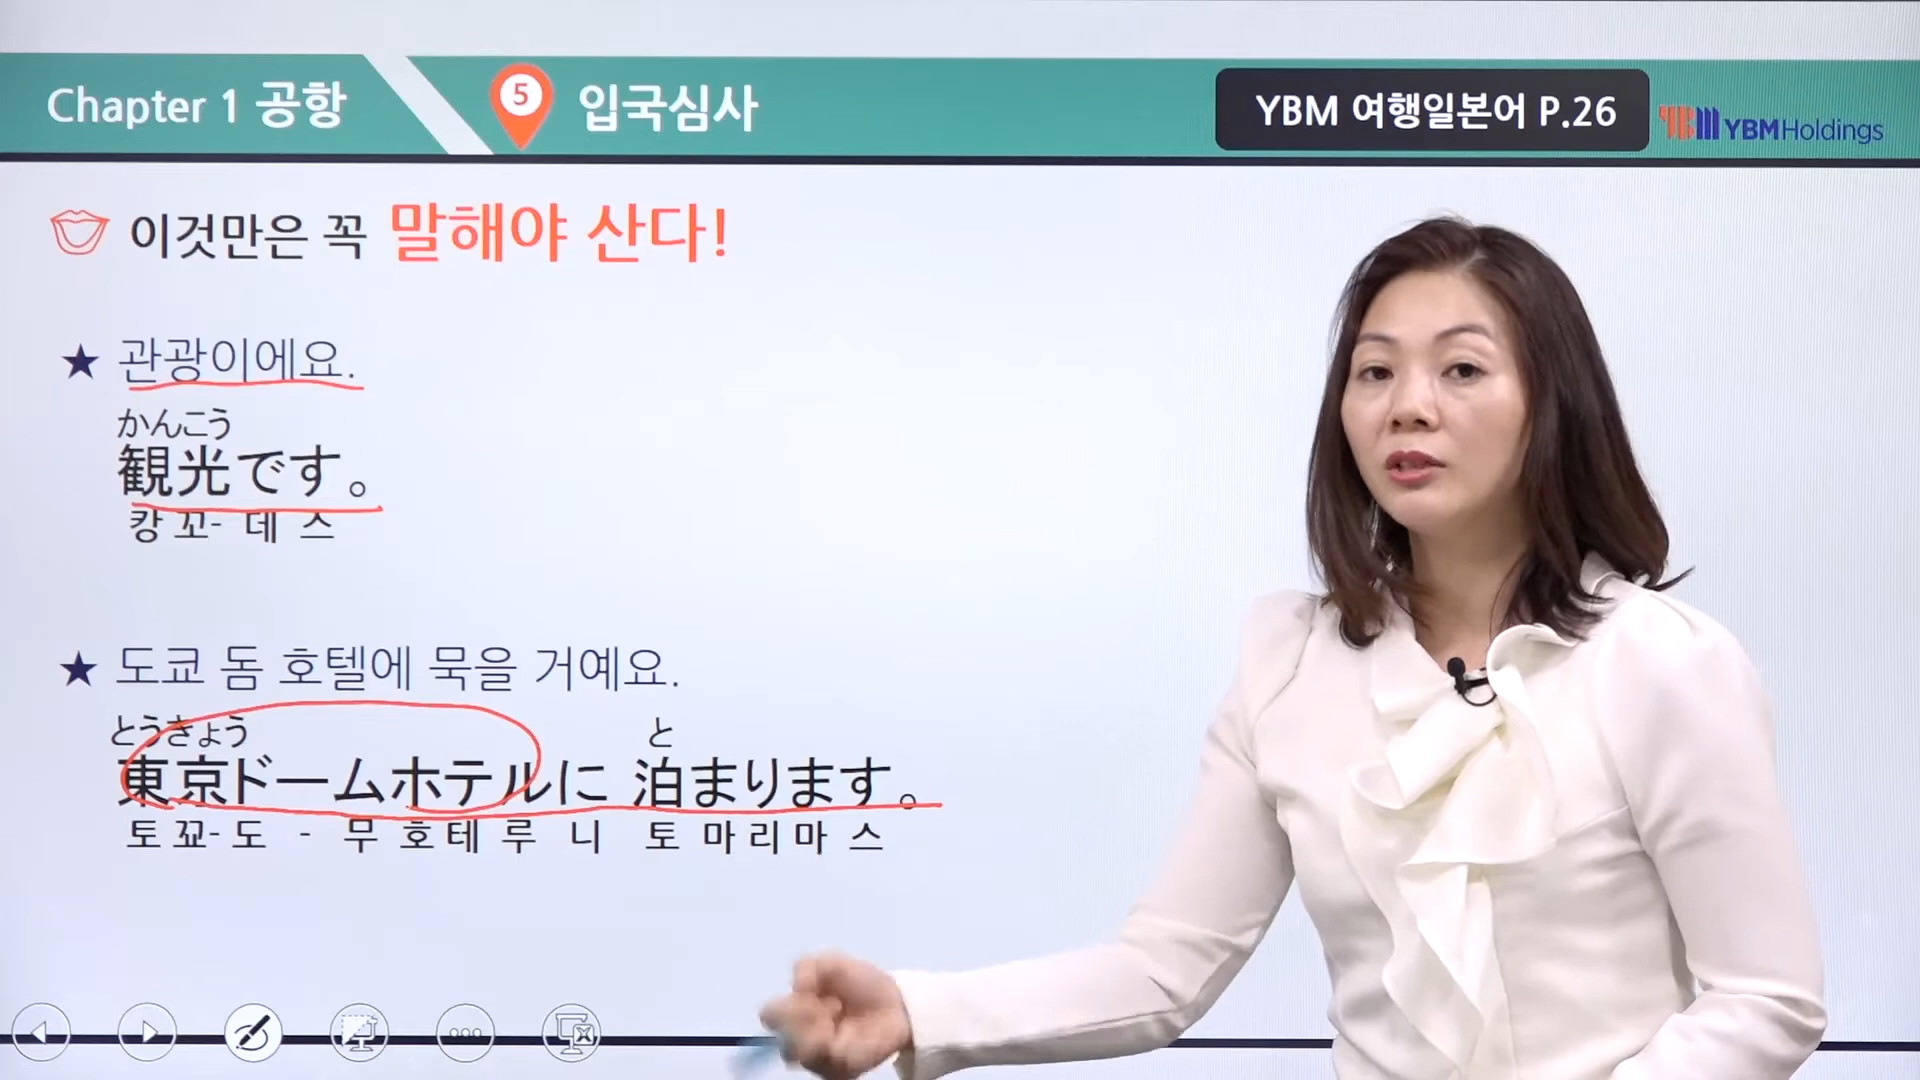 Chapter 1 공항
5 입국심사
YBM 여행일본어 P.26
YBM YBMHoldings
이것만은 꼭 말해야 산다!
★ 관광이에요.
かんこう
観光です。
캉 꼬- 데 스
★ 도쿄 돔 호텔에 묵을 거예요.
とうきょう と
東京ドームホテルに 泊まります。
토 꾜- 도 - 무 호 테 루 니 토 마 리 마 스